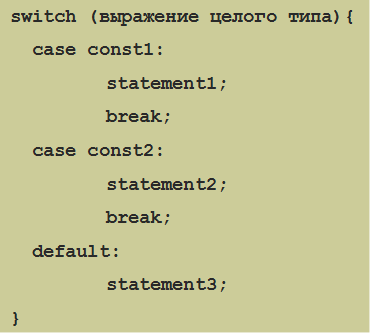 switch (выражение целого типа){
case const1:
statement1;
break;
case const2:
statement2;
break;
default:
statement3;
}